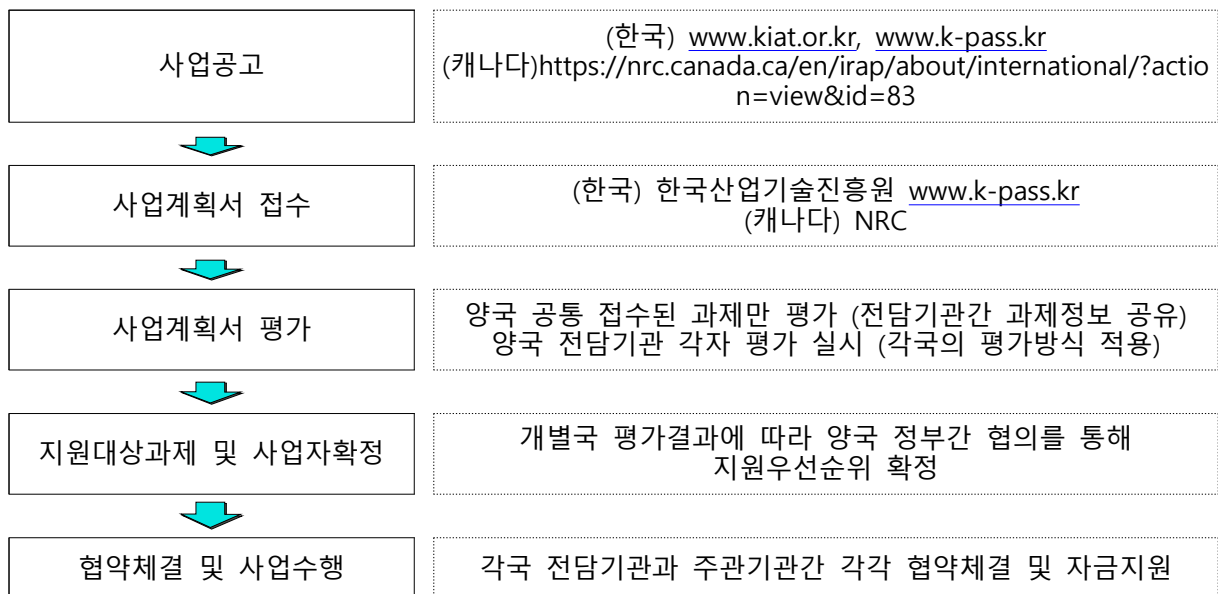 사업공고
(한국) www.kiat.or.kr, www.k-pass.kr
(캐나다)https://nrc.canada.ca/en/irap/about/international/?actio
n=view&id=83
사업계획서 접수
(한국) 한국산업기술진흥원 www.k-pass.kr
(캐나다) NRC
사업계획서 평가
양국 공통 접수된 과제만 평가 (전담기관간 과제정보 공유)
양국 전담기관 각자 평가 실시 (각국의 평가방식 적용)
지원대상과제 및 사업자확정
개별국 평가결과에 따라 양국 정부간 협의를 통해
지원우선순위 확정
협약체결 및 사업수행
각국 전담기관과 주관기관간 각각 협약체결 및 자금지원